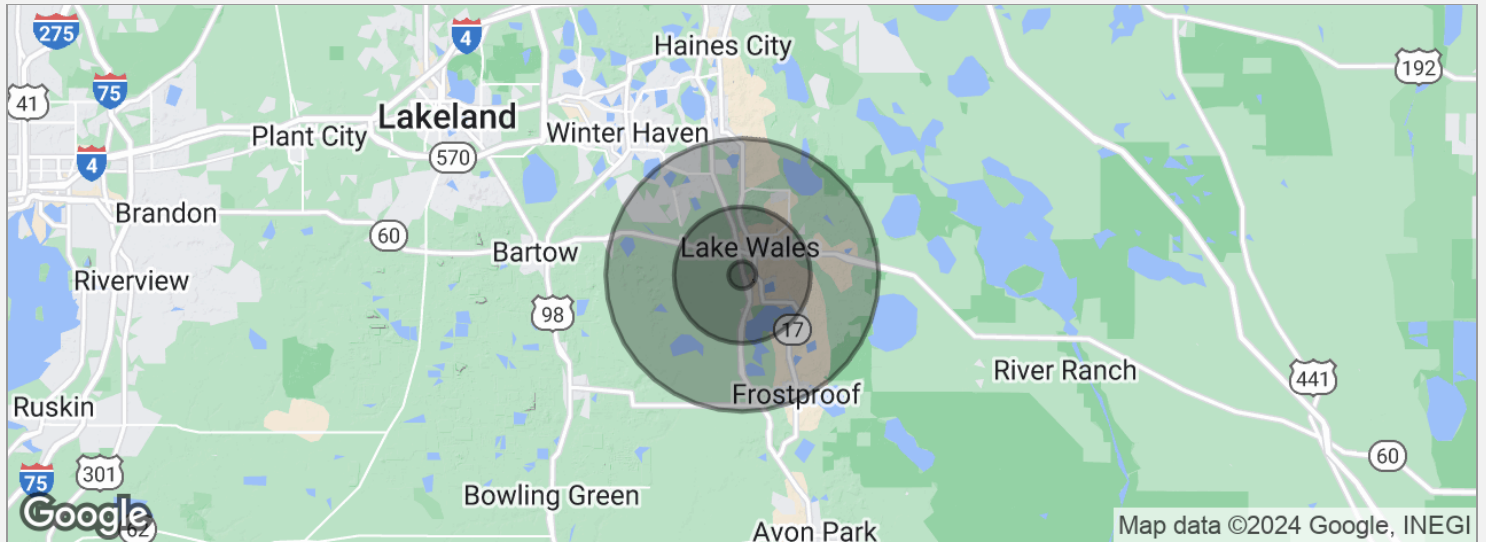 275
4
Haines City
192
75
41
Lakeland
Plant City
Winter Haven
570
4
Brandon
60
Lake Wales
Bartow
Riverview
98
17
River Ranch
441
Frostproof
Ruskin
60
301
75
Bowling Green
Google
62
Avon Park
Map data ©2024 Google, INEGI